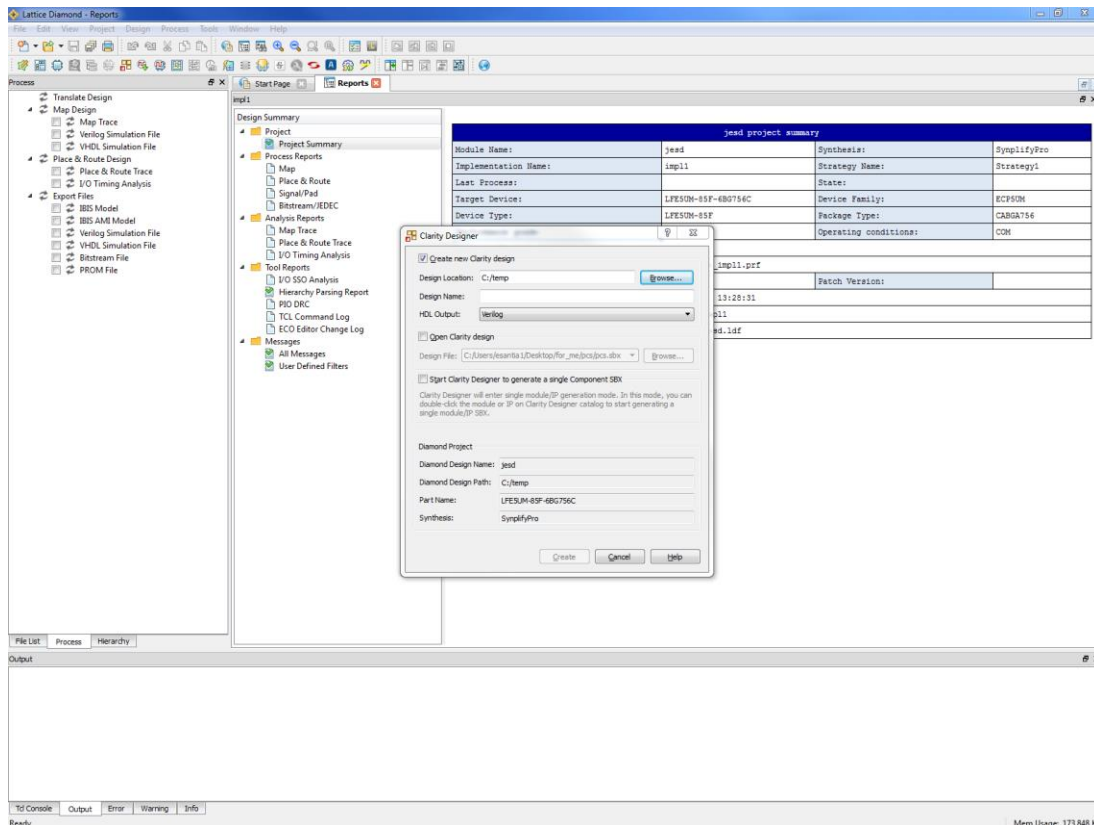 Lattice Diamond - Reports
File Edit View Project Design Process Tools Window Help
Process
Start Page
Reports
impl1
Translate Design
Map Design
Map Trace
Verilog Simulation File
VHDL Simulation File
Place & Route Design
Place & Route Trace
I/O Timing Analysis
Export Files
IBIS Model
IBIS AMI Model
Verilog Simulation File
VHDL Simulation File
Bitstream File
PROM File
Design Summary
Project
Project Summary
Process Reports
Map
Place & Route
Signal/Pad
Bitstream/JEDEC
Analysis Reports
Map Trace
Place & Route Trace
I/O Timing Analysis
Tool Reports
I/O SSO Analysis
Hierarchy Parsing Report
PIO DRC
TCL Command Log
ECO Editor Change Log
Messages
All Messages
User Defined Filters
jesd project summary
Module Name: jesd Synthesis: SynplifyPro
Implementation Name: impl1 Strategy Name: Strategy1
Last Process: State:
Target Device: LFE5UM-85F-6BG756C Device Family: ECP5UM
Device Type: LFE5UM-85F Package Type: CABGA756
Operating conditions: COM
_impl1.prf
Patch Version:
13:28:31
pl1
sd.ldf
Clarity Designer
Create new Clarity design
Design Location: C:/temp Browse...
Design Name:
HDL Output: Verilog
Open Clarity design
Design File: C:/Users/esantia1/Desktop/for_me/pcs/pcs.sbx Browse...
Start Clarity Designer to generate a single Component SBX
Clarity Designer will enter single module/IP generation mode. In this mode, you can
double-click the module or IP on Clarity Designer catalog to start generating a
single module/IP SBX.
Diamond Project
Diamond Design Name: jesd
Diamond Design Path: C:/temp
Part Name: LFE5UM-85F-6BG756C
Synthesis: SynplifyPro
Create Cancel Help
File List Process Hierarchy
Output
Tcl Console Output Error Warning Info
Ready
Mem Usage: 173,848 K